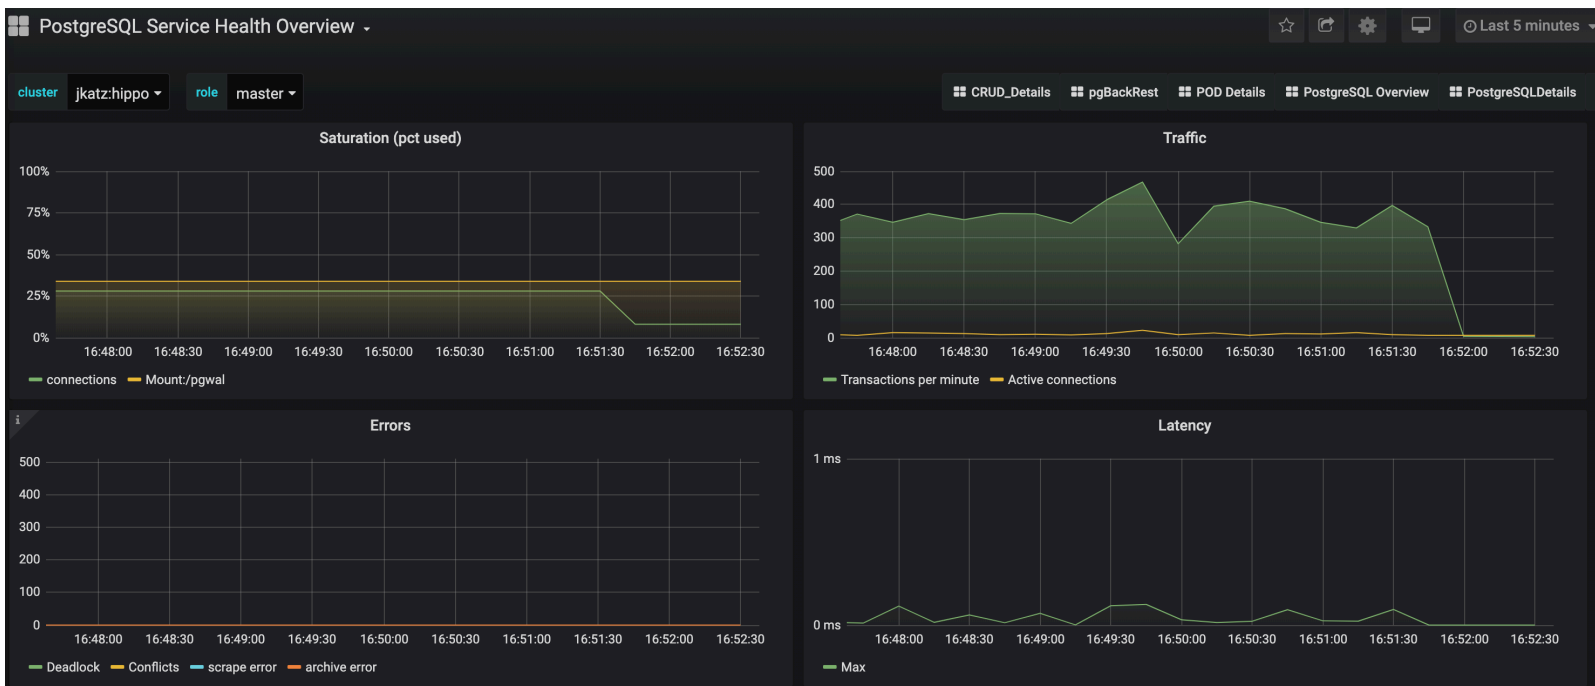 PostgreSQL Service Health Overview
Last 5 minutes
cluster jkatz:hippo role master
CRUD_Details pgBackRest POD Details PostgreSQL Overview PostgreSQLDetails
Saturation (pct used)
100%
75%
50%
25%
0%
16:48:00 16:48:30 16:49:00 16:49:30 16:50:00 16:50:30 16:51:00 16:51:30 16:52:00 16:52:30
connections Mount:/pgwal
Traffic
500
400
300
200
100
0
16:48:00 16:48:30 16:49:00 16:49:30 16:50:00 16:50:30 16:51:00 16:51:30 16:52:00 16:52:30
Transactions per minute Active connections
i
Errors
500
400
300
200
100
0
16:48:00 16:48:30 16:49:00 16:49:30 16:50:00 16:50:30 16:51:00 16:51:30 16:52:00 16:52:30
Deadlock Conflicts scrape error archive error
Latency
1 ms
0 ms
16:48:00 16:48:30 16:49:00 16:49:30 16:50:00 16:50:30 16:51:00 16:51:30 16:52:00 16:52:30
Max